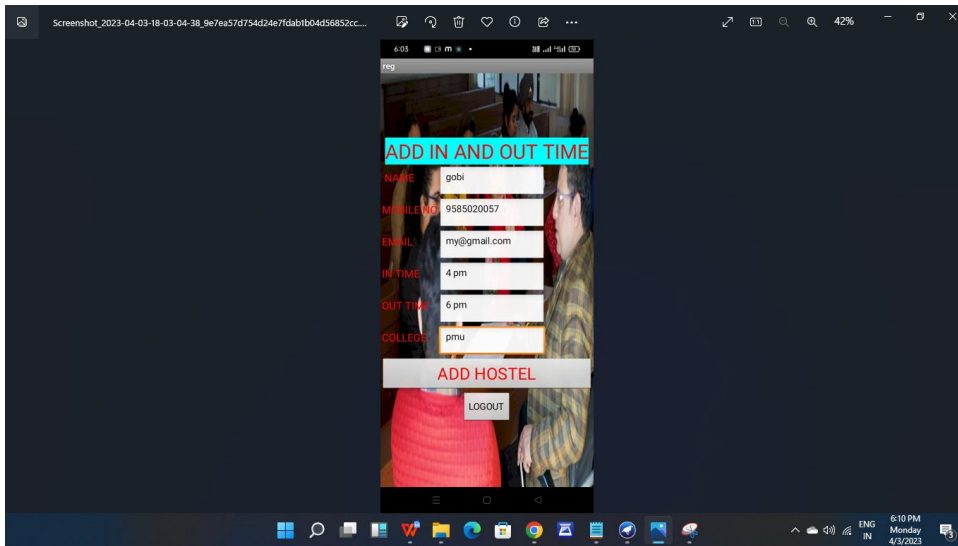 Screenshot_2023-04-03-18-03-04-38_9e7ea57d754d24e7fdab1b04d56852cc....
42%
6:03
reg
ADD IN AND OUT TIME
NAME gobi
MOBILE NO 9585020057
EMAIL my@gmail.com
IN TIME 4 pm
OUT TIME 6 pm
COLLEGE pmu
ADD HOSTEL
LOGOUT
ENG
IN
6:10 PM
Monday
4/3/2023
3